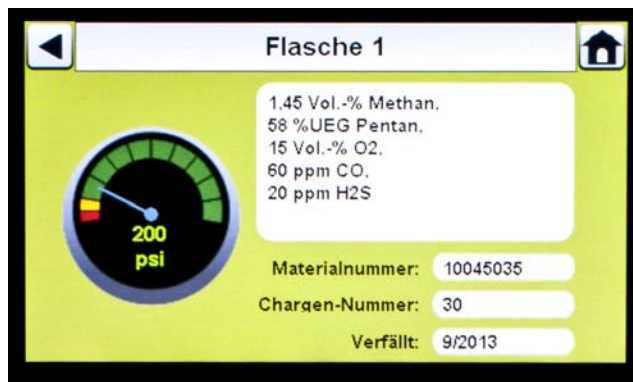 Flasche 1
1,45 Vol.-% Methan,
58 %UEG Pentan,
15 Vol.-% O2,
60 ppm CO,
20 ppm H2S
200
psi
Materialnummer: 10045035
Chargen-Nummer: 30
Verfällt: 9/2013